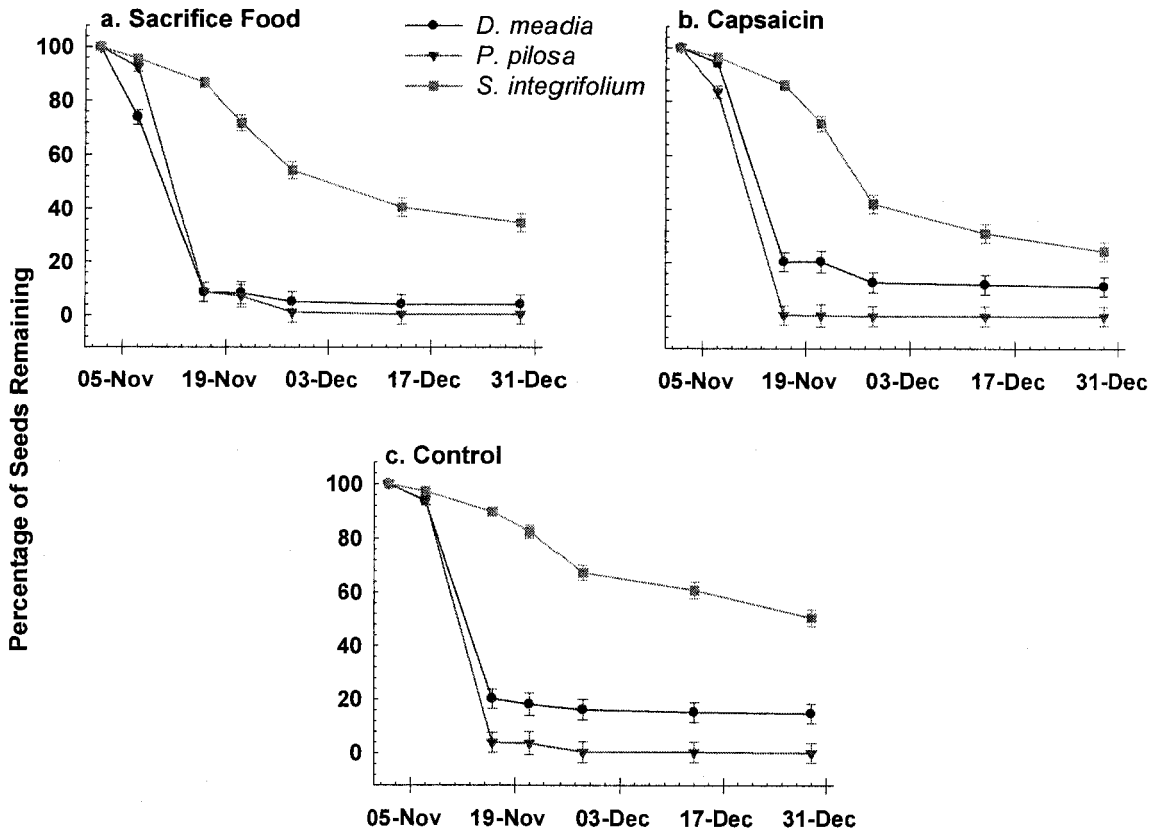 a. Sacrifice Food
D. meadia
P. pilosa
S. integrifolium
b. Capsaicin
100
80
60
40
20
0
05-Nov 19-Nov 03-Dec 17-Dec 31-Dec
05-Nov 19-Nov 03-Dec 17-Dec 31-Dec
Percentage of Seeds Remaining
c. Control
100
80
60
40
20
0
05-Nov 19-Nov 03-Dec 17-Dec 31-Dec